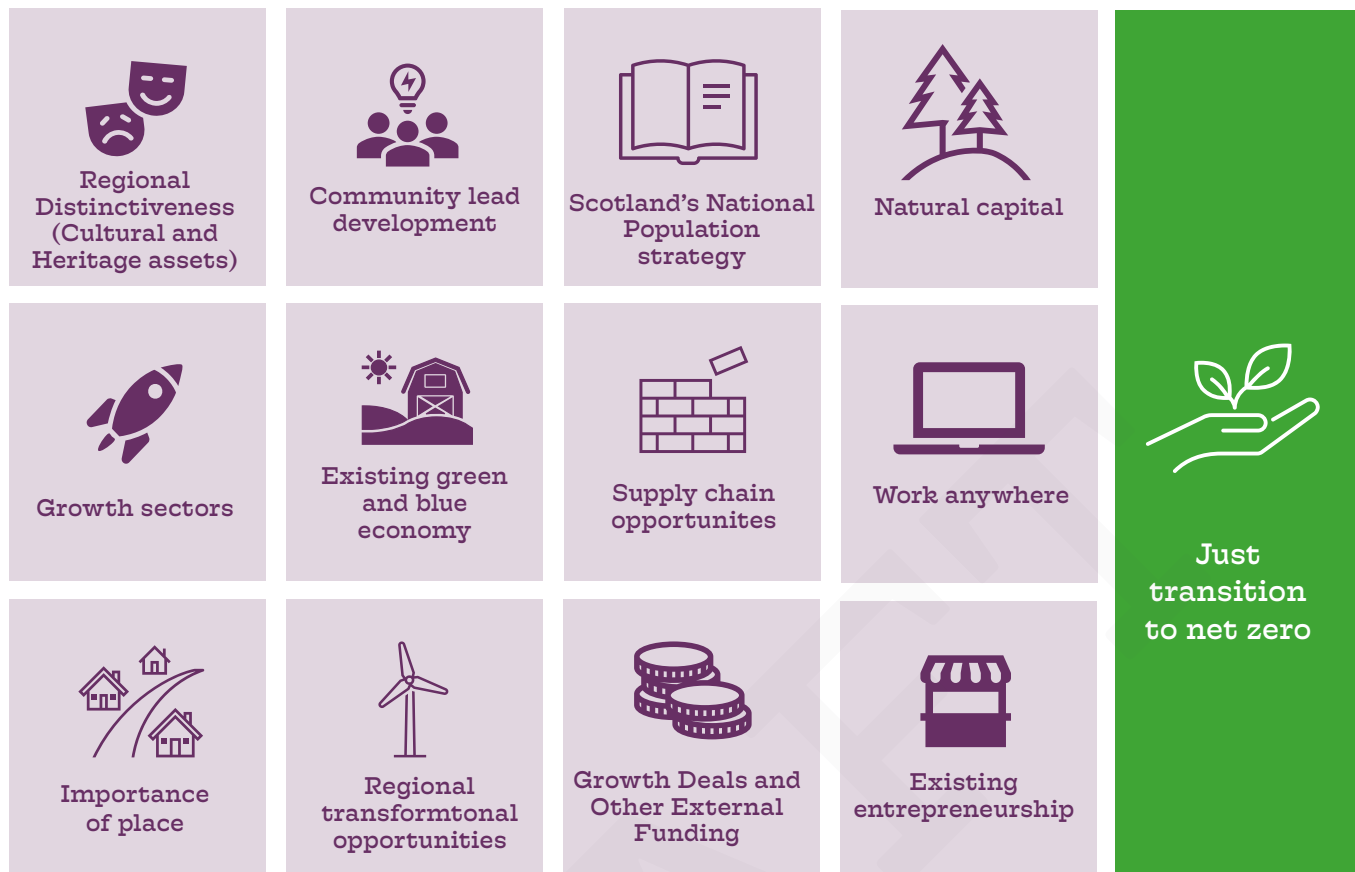 Regional
Distinctiveness
(Cultural and
Heritage assets)
Community lead
development
Scotland's National
Population
strategy
Natural capital
Growth sectors
Existing green
and blue
economy
Supply chain
opportunites
Work anywhere
Just
transition
to net zero
Importance
of place
Regional
transformtonal
opportunities
Growth Deals and
Other External
Funding
Existing
entrepreneurship